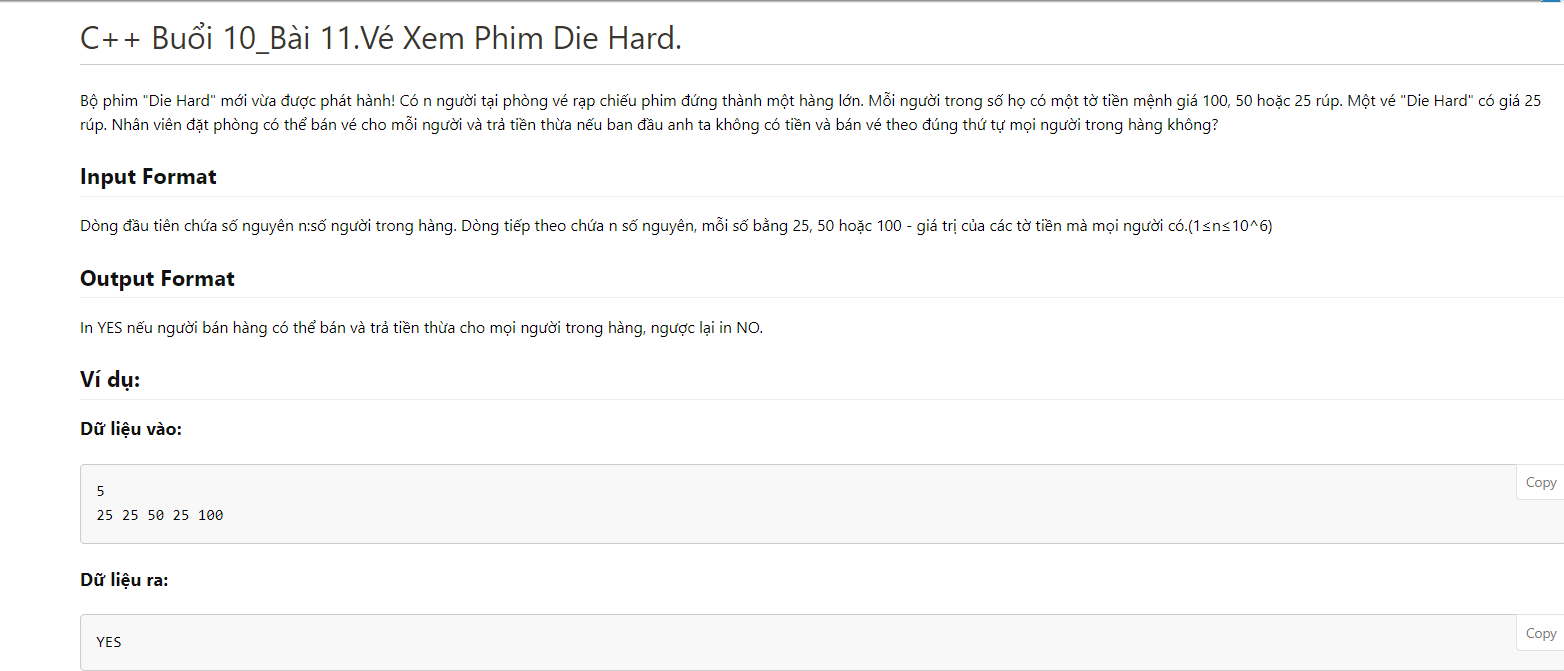 C++ Buổi 10_Bài 11.Vé Xem Phim Die Hard.
Bộ phim "Die Hard" mới vừa được phát hành! Có n người tại phòng vé rạp chiếu phim đứng thành một hàng lớn. Mỗi người trong số họ có một tờ tiền mệnh giá 100, 50 hoặc 25 rúp. Một vé "Die Hard" có giá 25
rúp. Nhân viên đặt phòng có thể bán vé cho mỗi người và trả tiền thừa nếu ban đầu anh ta không có tiền và bán vé theo đúng thứ tự mọi người trong hàng không?
Input Format
Dòng đầu tiên chứa số nguyên n:số người trong hàng. Dòng tiếp theo chứa n số nguyên, mỗi số bằng 25, 50 hoặc 100 - giá trị của các tờ tiền mà mọi người có.(1≤n≤10^6)
Output Format
In YES nếu người bán hàng có thể bán và trả tiền thừa cho mọi người trong hàng, ngược lại in NO.
Ví dụ:
Dữ liệu vào:
Copy
5
25 25 50 25 100
Dữ liệu ra:
Copy
YES